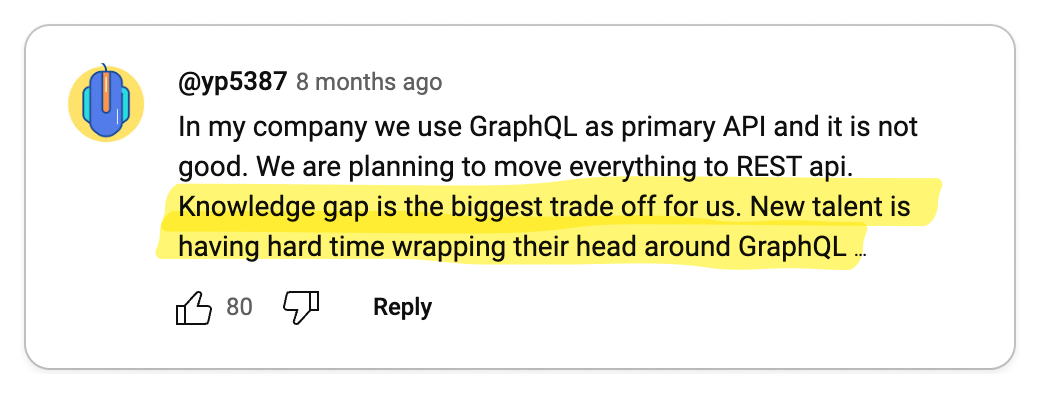 @yp5387 8 months ago
In my company we use GraphQL as primary API and it is not
good. We are planning to move everything to REST api.
Knowledge gap is the biggest trade off for us. New talent is
having hard time wrapping their head around GraphQL ...
80 Reply